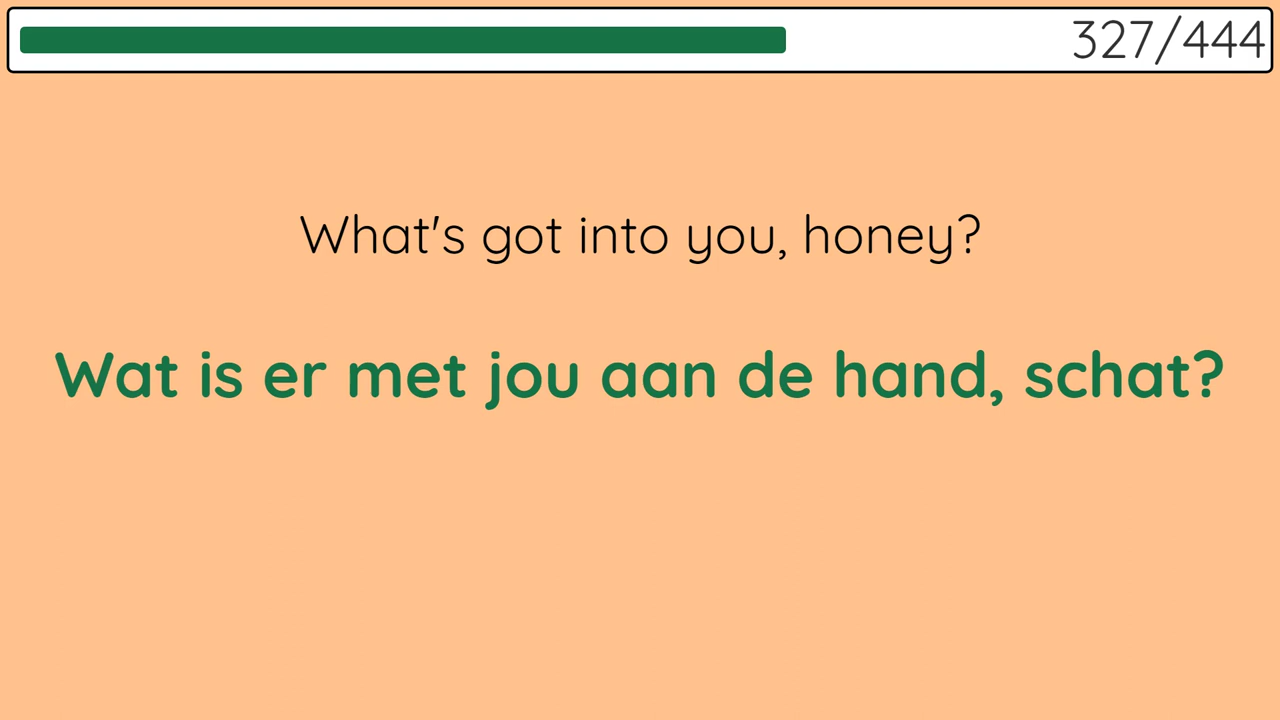 327/444
What's got into you, honey?
Wat is er met jou aan de hand, schat?